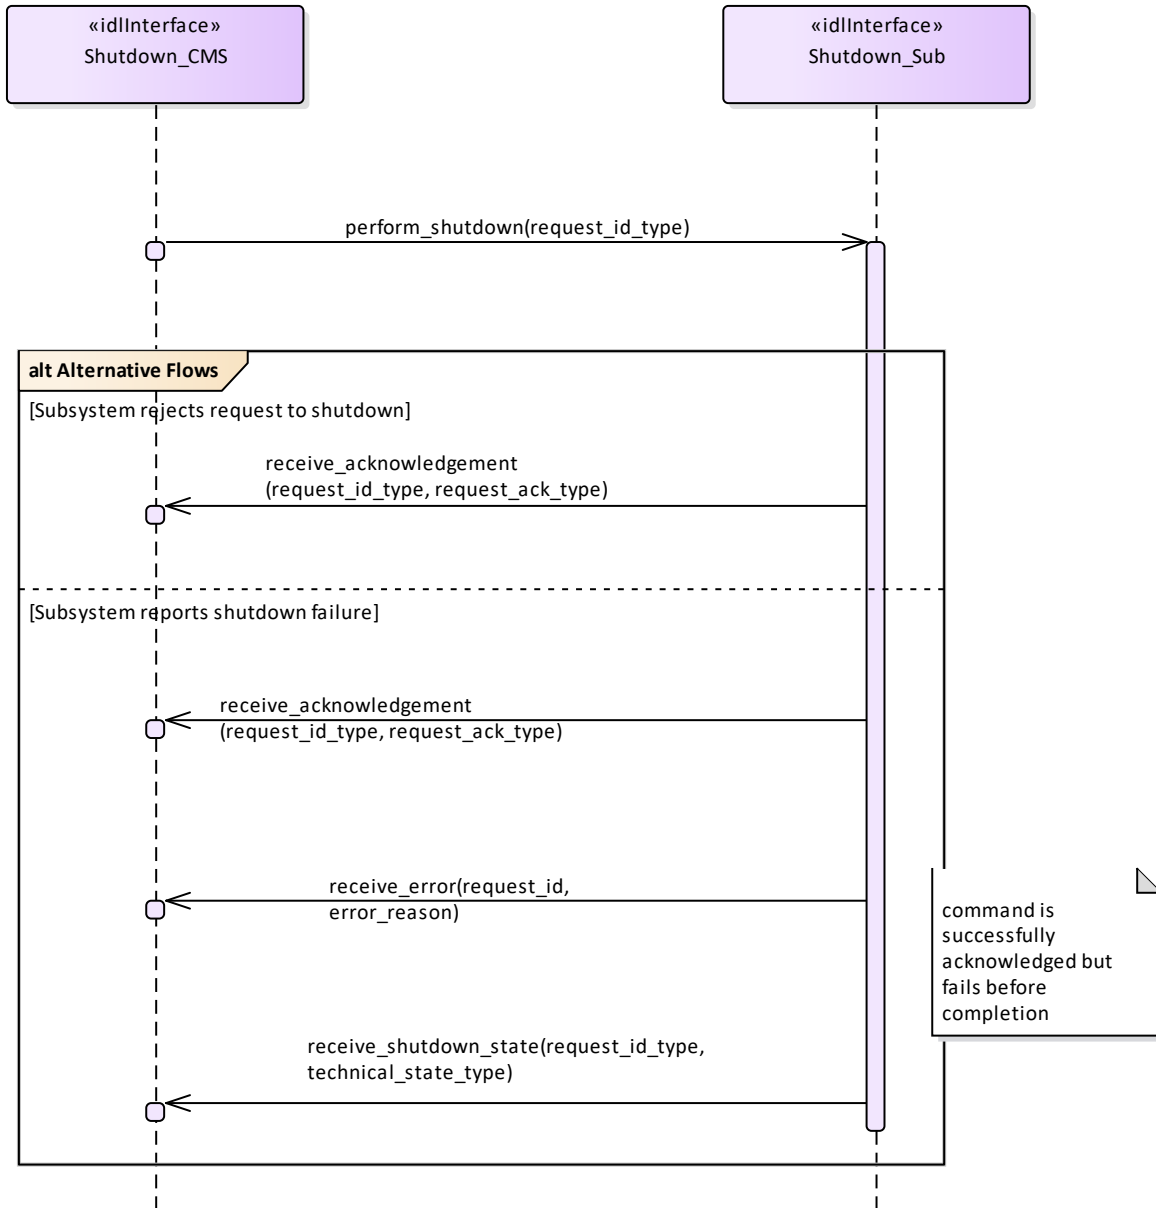 «idlInterface»
Shutdown_CMS
«idlInterface»
Shutdown_Sub
perform_shutdown(request_id_type)
alt Alternative Flows
[Subsystem rejects request to shutdown]
receive_acknowledgement
(request_id_type, request_ack_type)
[Subsystem reports shutdown failure]
receive_acknowledgement
(request_id_type, request_ack_type)
receive_error(request_id,
error_reason)
command is
successfully
acknowledged but
fails before
completion
receive_shutdown_state(request_id_type,
technical_state_type)